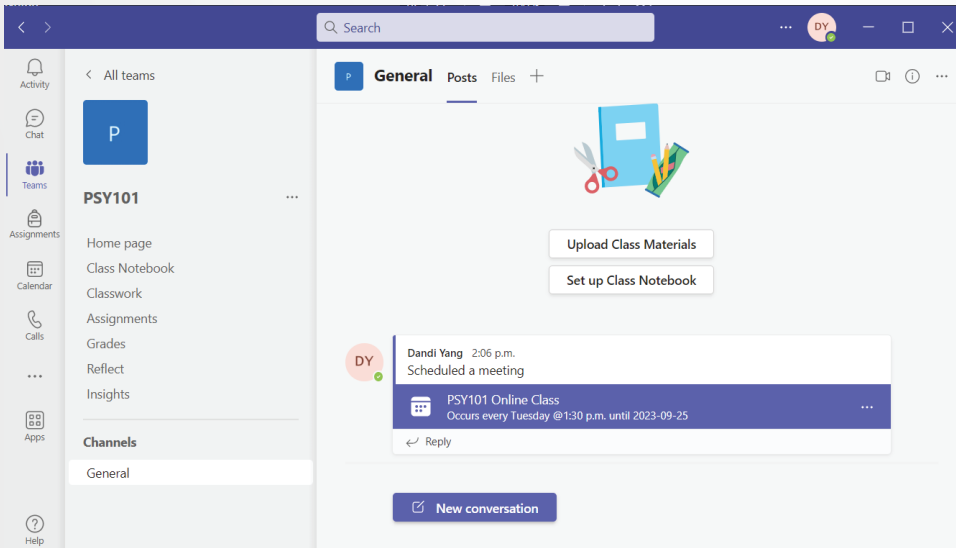 Search
DY
Activity
Chat
Teams
Assignments
Calendar
Calls
Apps
Help
All teams
P
PSY101
Home page
Class Notebook
Classwork
Assignments
Grades
Reflect
Insights
Channels
General
P General Posts Files
Upload Class Materials
Set up Class Notebook
DY
Dandi Yang 2:06 p.m.
Scheduled a meeting
PSY101 Online Class
Occurs every Tuesday @1:30 p.m. until 2023-09-25
Reply
New conversation